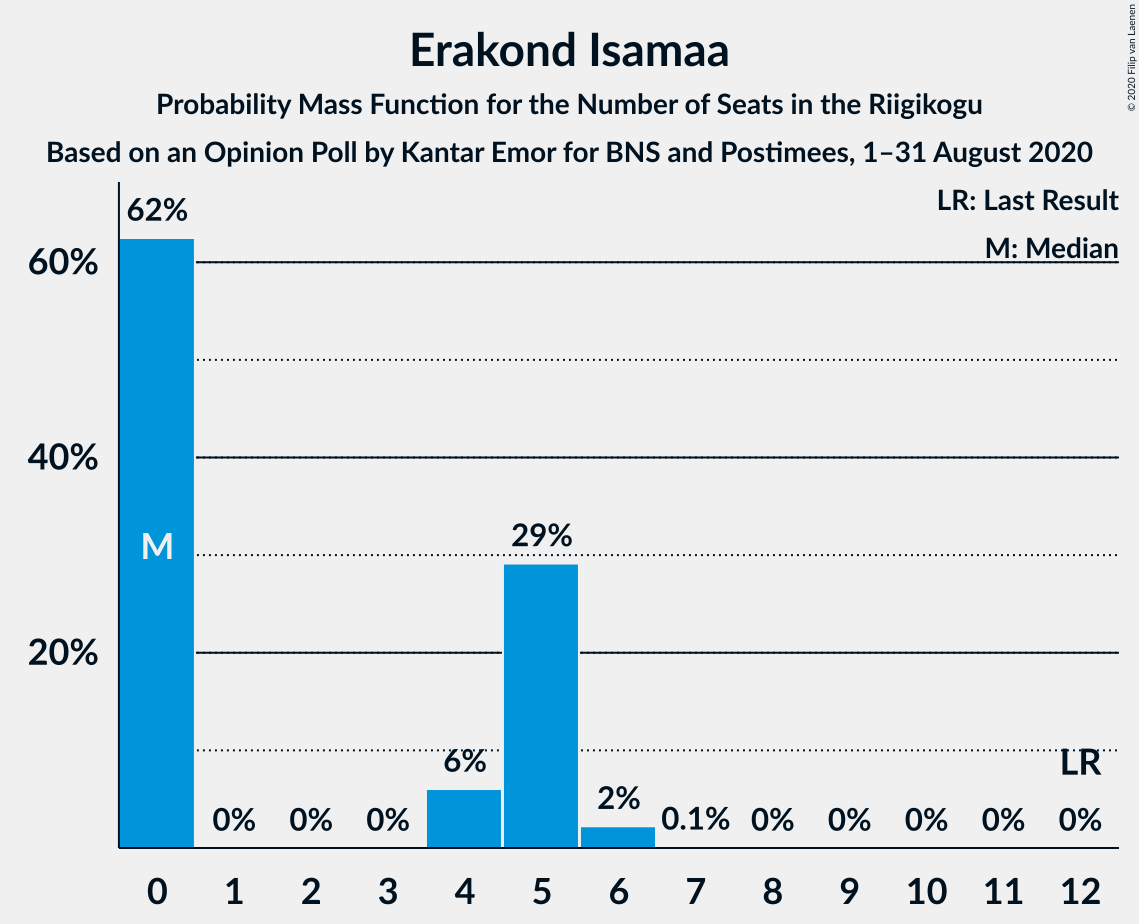 Erakond Isamaa
Probability Mass Function for the Number of Seats in the Riigikogu
Based on an Opinion Poll by Kantar Emor for BNS and Postimees, 1–31 August 2020
© 2020 Filip van Laenen
LR: Last Result
M: Median
62%
60%
40%
20%
M
0%
0%
0%
6%
29%
2%
0.1%
0%
0%
0%
0%
0%
LR
0 1 2 3 4 5 6 7 8 9 10 11 12